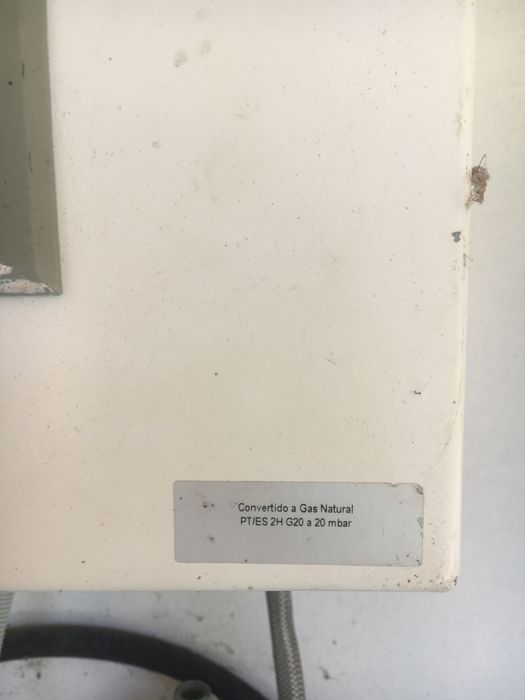 Convertido a Gas Natural
PT/ES 2H G20 a 20 mbar